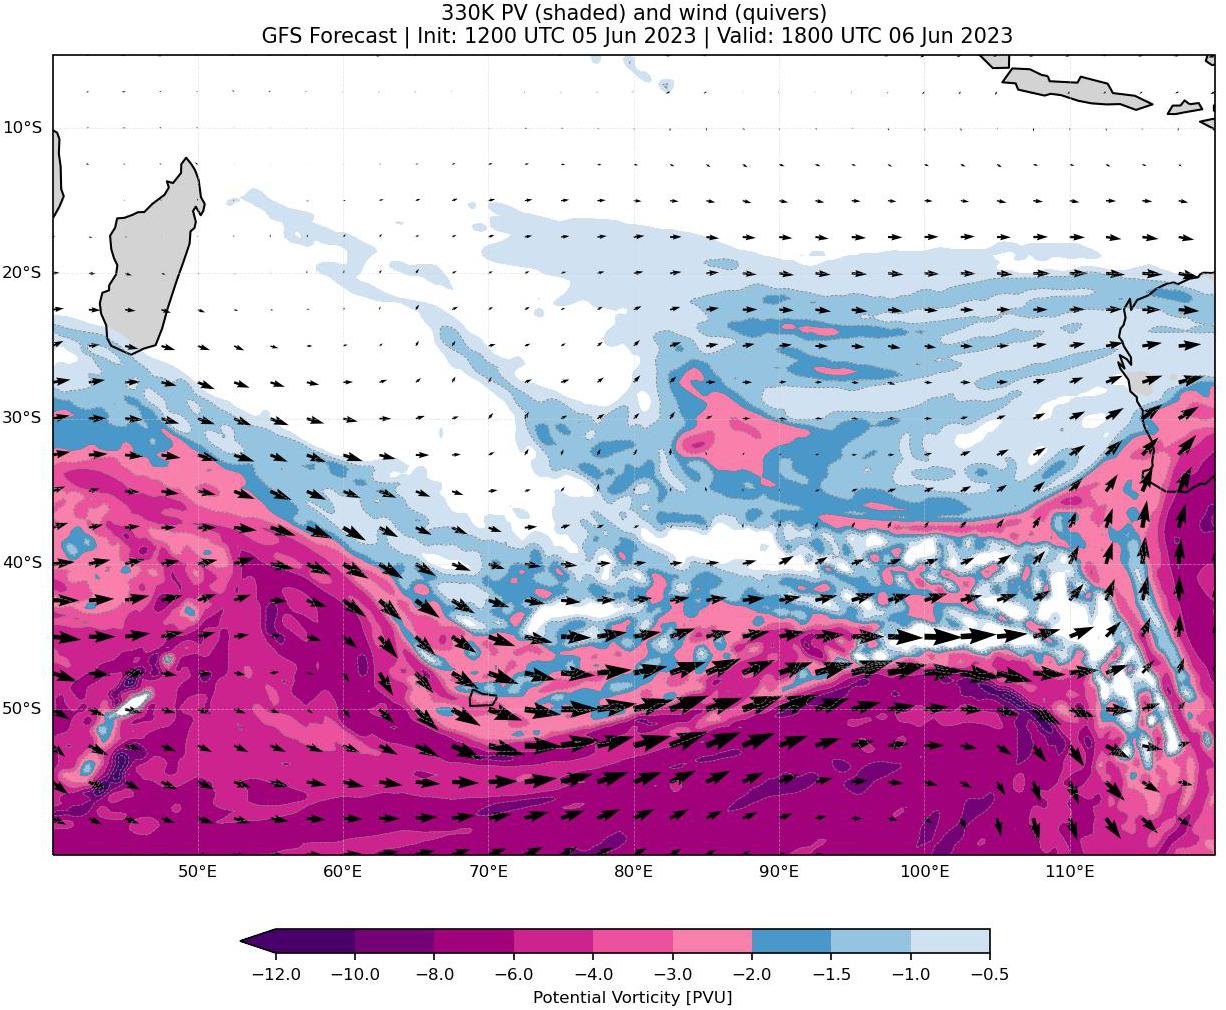 330K PV (shaded) and wind (quivers)
GFS Forecast | Init: 1200 UTC 05 Jun 2023 | Valid: 1800 UTC 06 Jun 2023
10°S
20°S
30°S
40°S
50°S
50°E 60°E 70°E 80°E 90°E 100°E 110°E
−12.0 −10.0 −8.0 −6.0 −4.0 −3.0 −2.0 −1.5 −1.0 −0.5
Potential Vorticity [PVU]